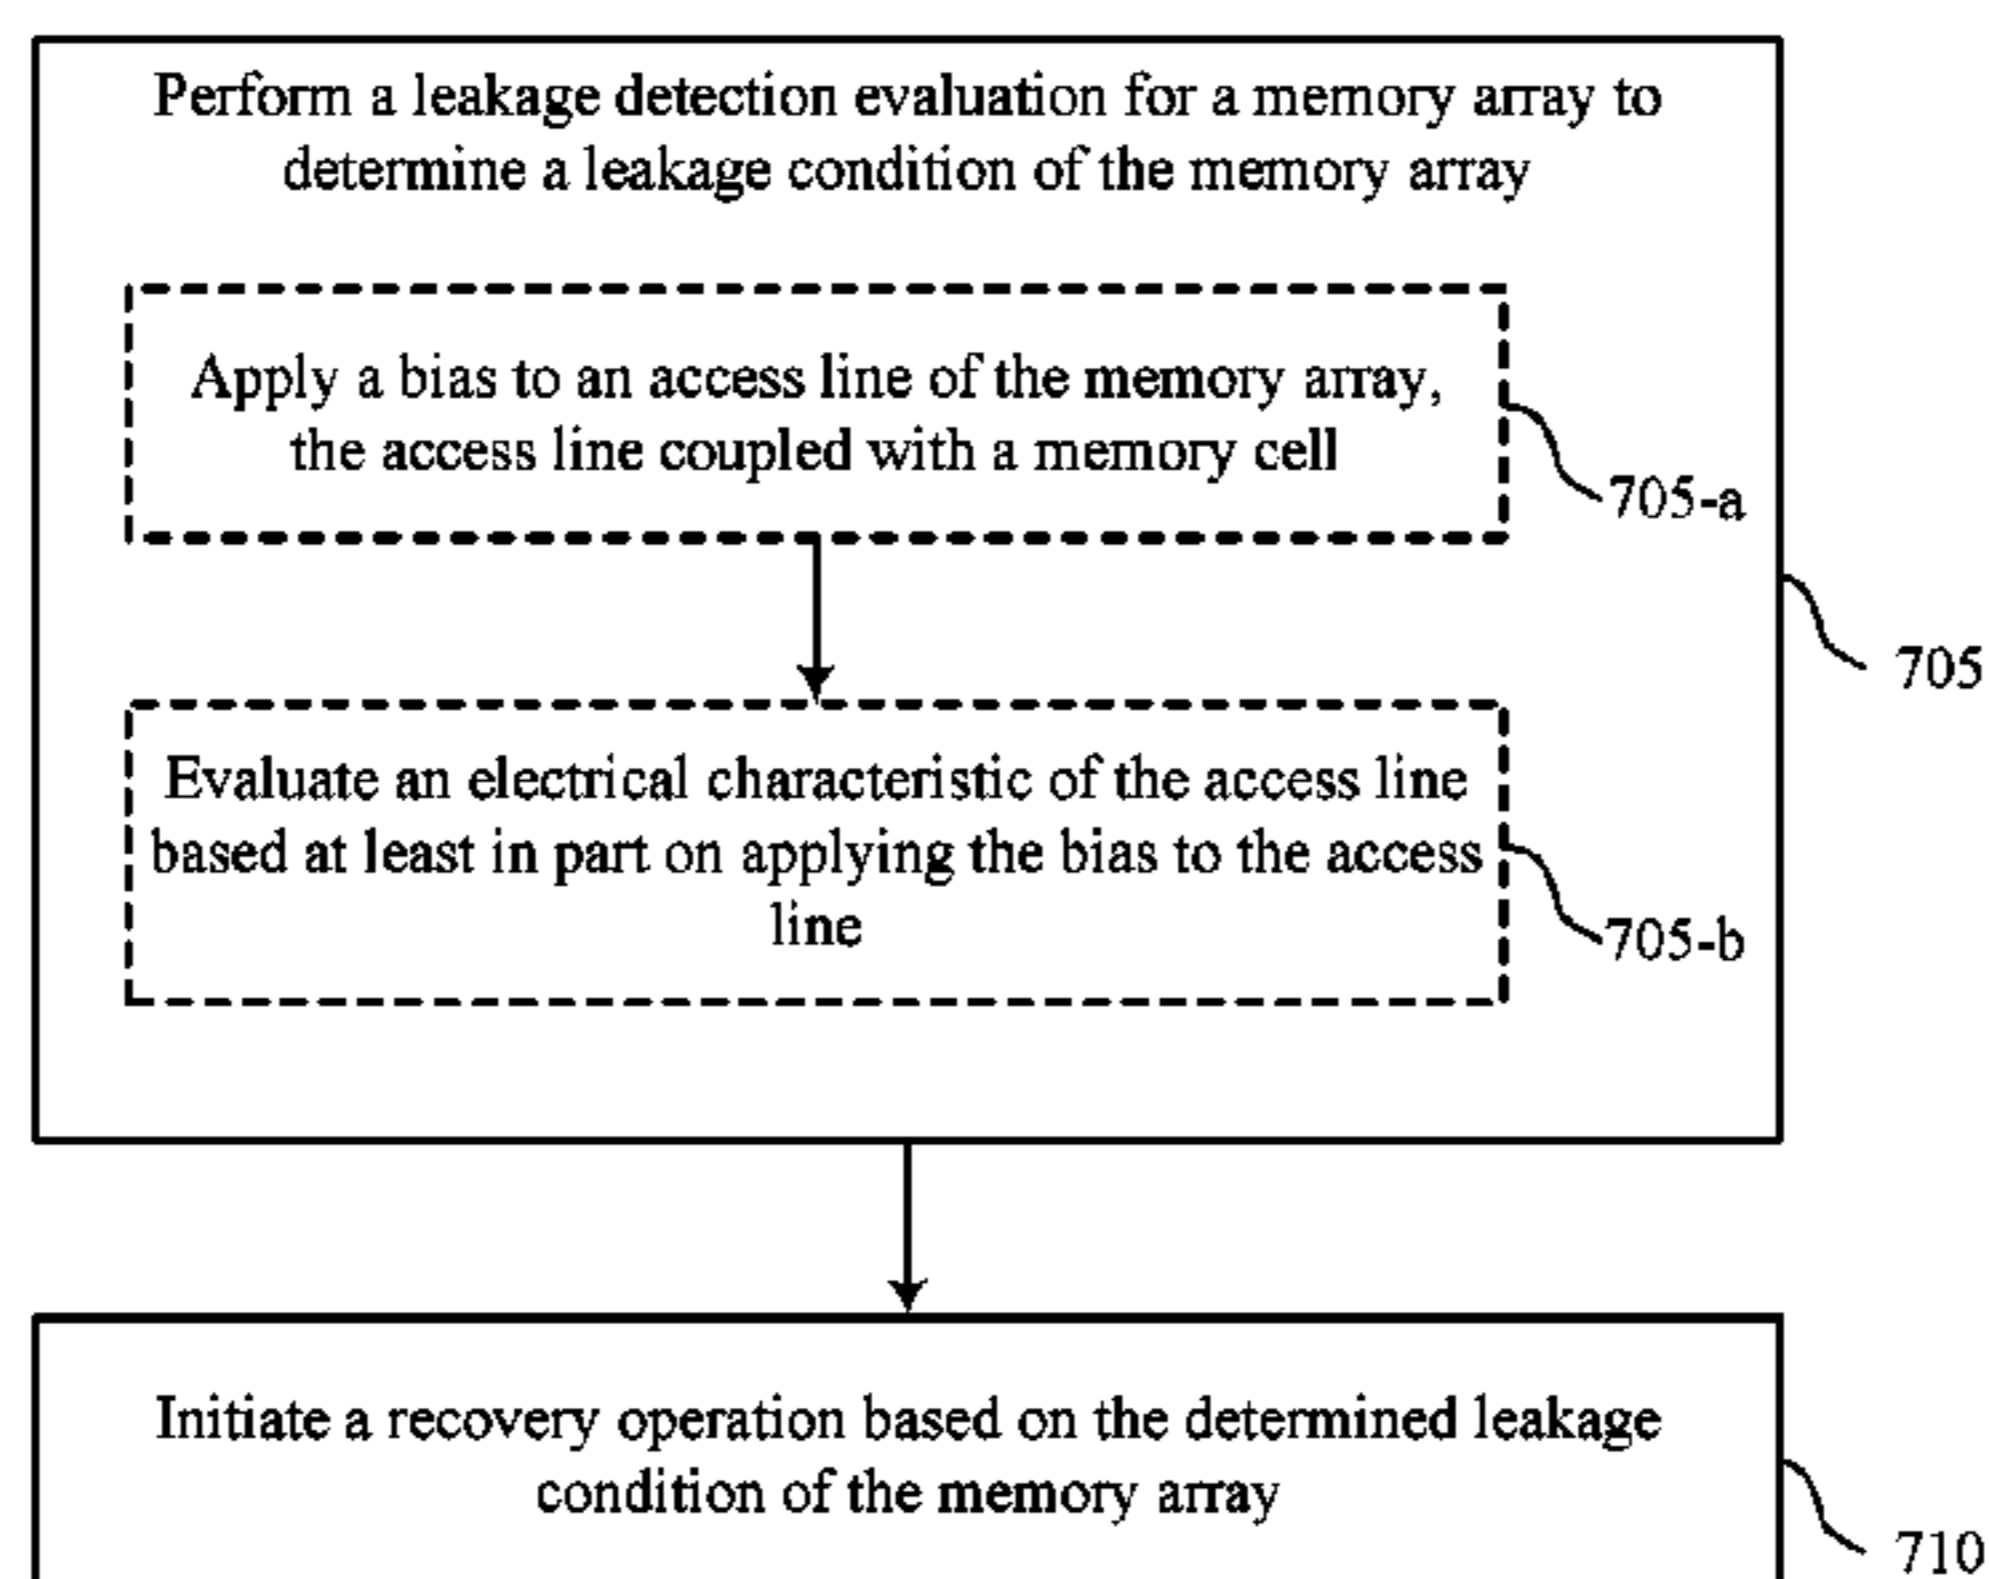 Perform a leakage detection evaluation for a memory array to
determine a leakage condition of the memory array
Apply a bias to an access line of the memory array,
the access line coupled with a memory cell
705-a
705
Evaluate an electrical characteristic of the access line
based at least in part on applying the bias to the access
line
705-b
Initiate a recovery operation based on the determined leakage
condition of the memory array
710